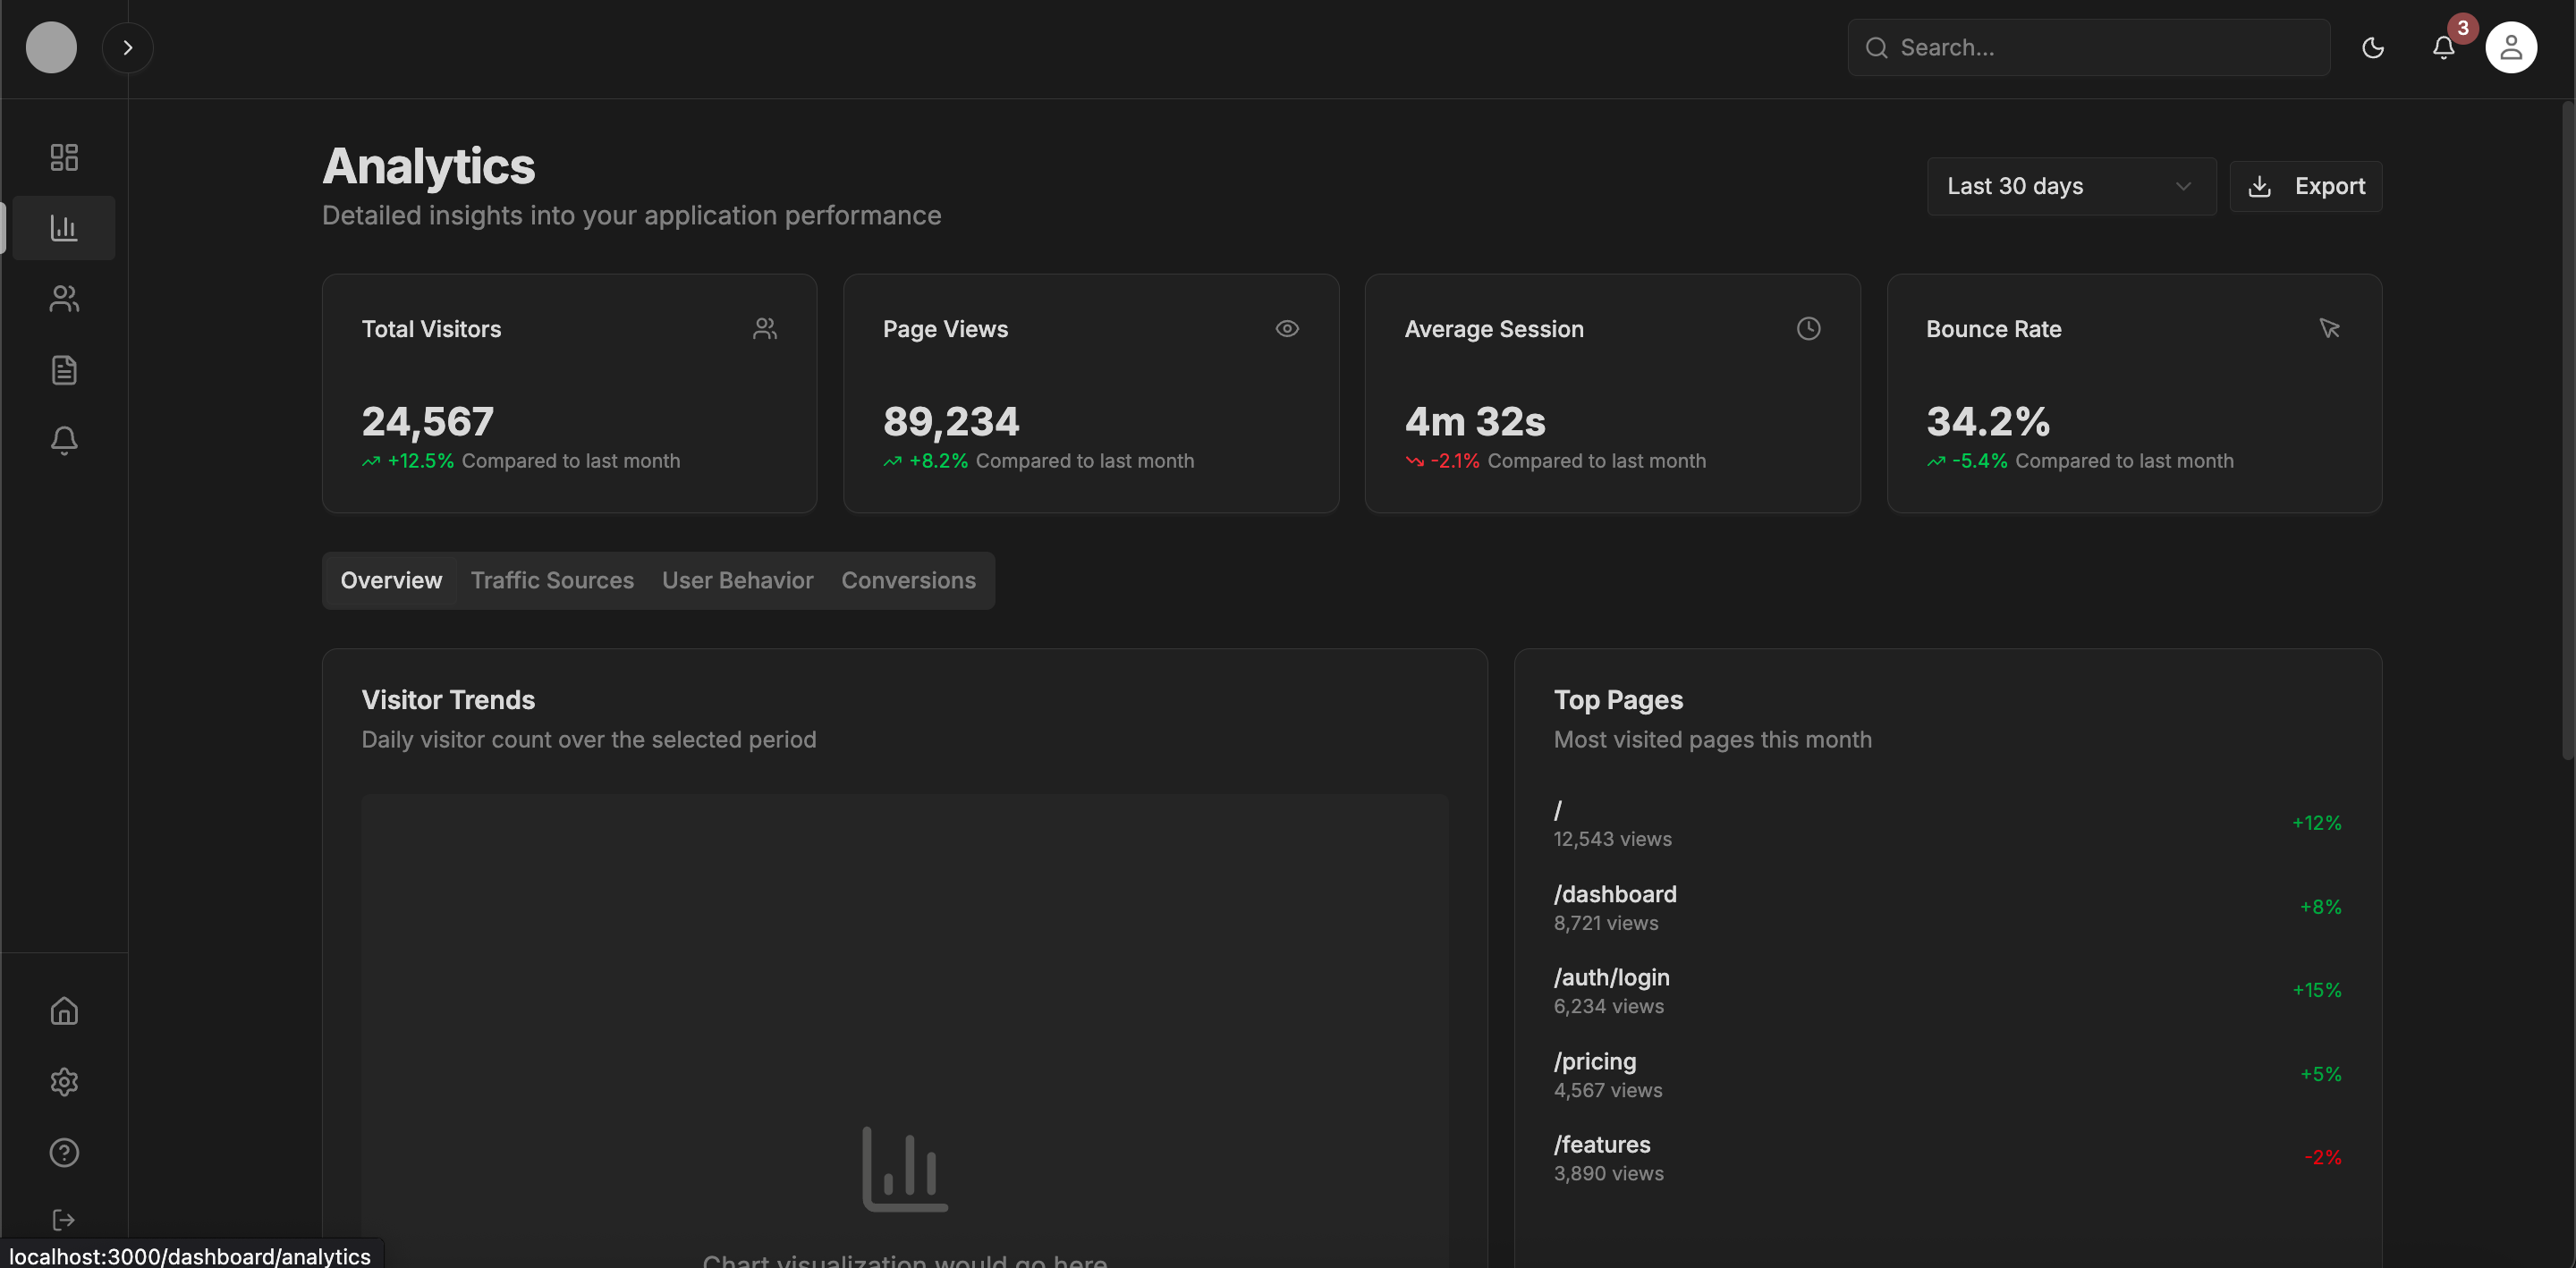 Search...
3
Analytics
Detailed insights into your application performance
Last 30 days
Export
Total Visitors
24,567
+12.5% Compared to last month
Page Views
89,234
+8.2% Compared to last month
Average Session
4m 32s
-2.1% Compared to last month
Bounce Rate
34.2%
-5.4% Compared to last month
Overview
Traffic Sources
User Behavior
Conversions
Visitor Trends
Daily visitor count over the selected period
Chart visualization would go here
Top Pages
Most visited pages this month
/
12,543 views
+12%
/dashboard
8,721 views
+8%
/auth/login
6,234 views
+15%
/pricing
4,567 views
+5%
/features
3,890 views
-2%
localhost:3000/dashboard/analytics